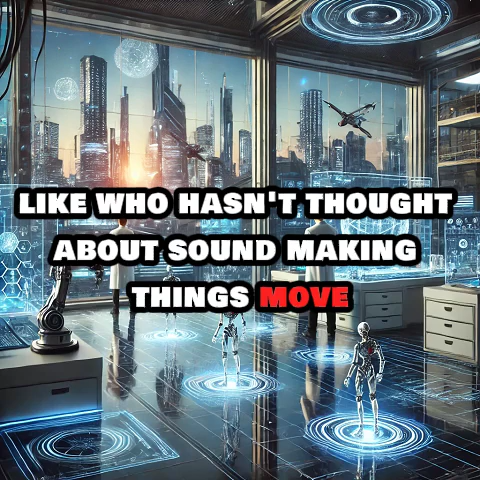 LIKE WHO HASN'T THOUGHT
ABOUT SOUND MAKING
THINGS MOVE